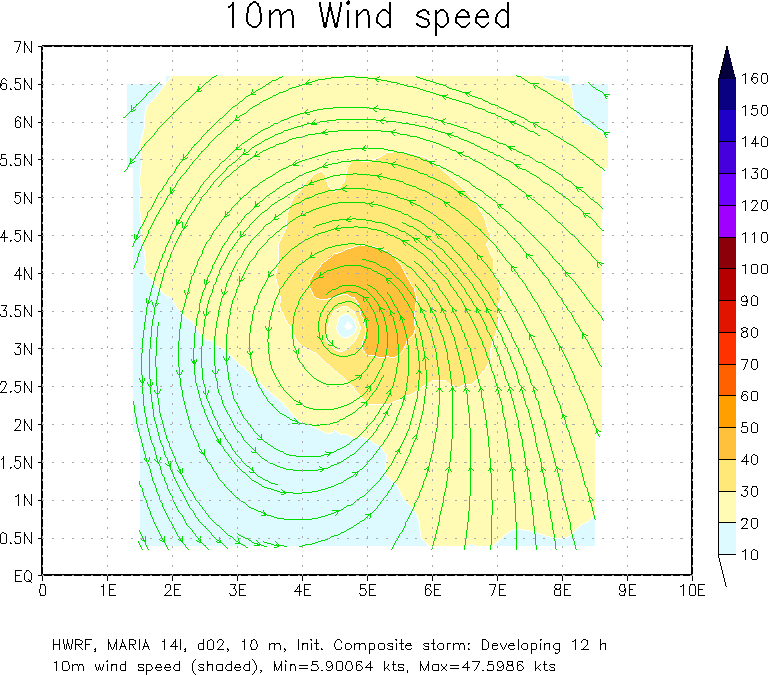 10m Wind speed
7N
6.5N
6N
5.5N
5N
4.5N
4N
3.5N
3N
2.5N
2N
1.5N
1N
0.5N
EQ
0 1E 2E 3E 4E 5E 6E 7E 8E 9E 10E
160
150
140
130
120
110
100
90
80
70
60
50
40
30
20
10
HWRF, MARIA 14l, d02, 10 m, Init. Composite storm: Developing 12 h
10m wind speed (shaded), Min=5.90064 kts, Max=47.5986 kts